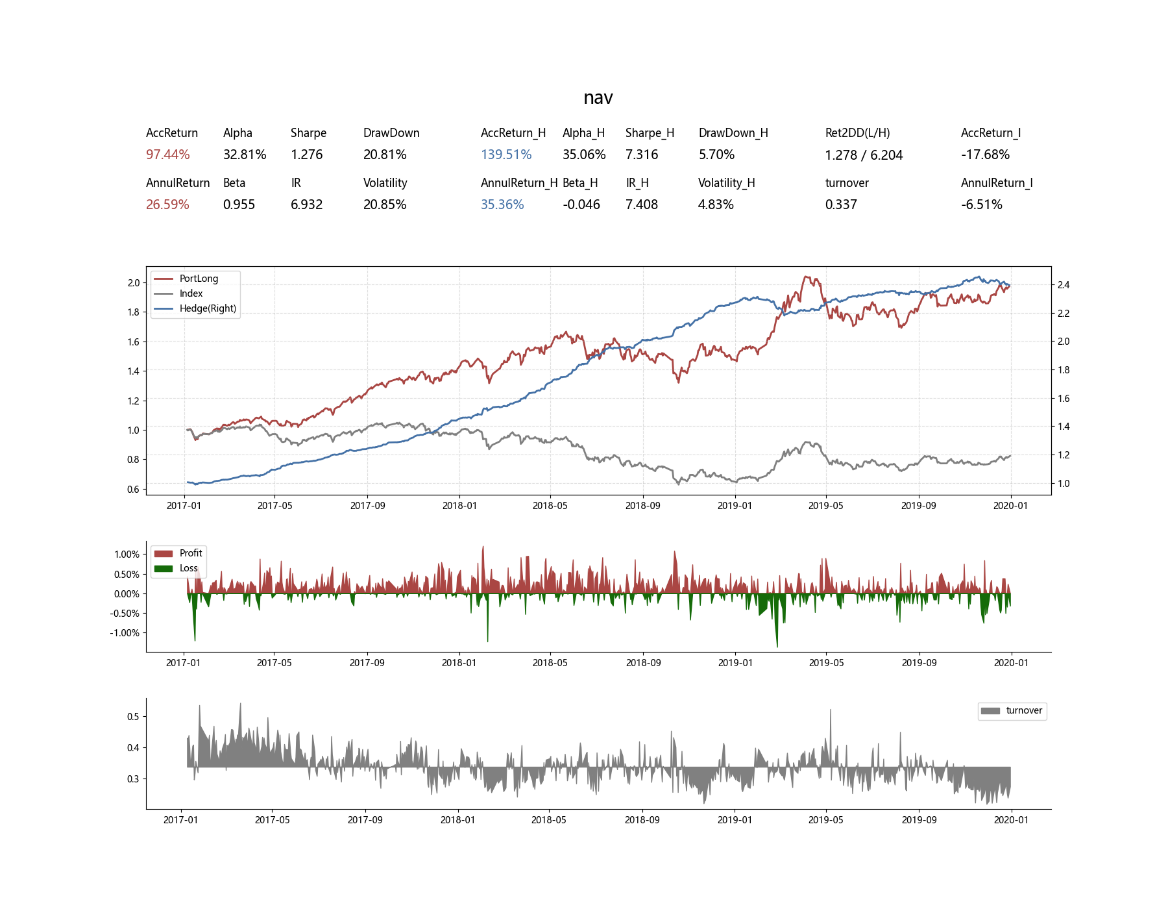 nav
AccReturn Alpha Sharpe DrawDown AccReturn_H Alpha_H Sharpe_H DrawDown_H Ret2DD(L/H) AccReturn_I
97.44% 32.81% 1.276 20.81% 139.51% 35.06% 7.316 5.70% 1.278 / 6.204 -17.68%
AnnulReturn Beta IR Volatility AnnulReturn_H Beta_H IR_H Volatility_H turnover AnnulReturn_I
26.59% 0.955 6.932 20.85% 35.36% -0.046 7.408 4.83% 0.337 -6.51%
PortLong
Index
Hedge(Right)
2.0 2.4
1.8 2.2
1.6 2.0
1.4 1.8
1.2 1.6
1.0 1.4
0.8 1.2
0.6 1.0
2017-01 2017-05 2017-09 2018-01 2018-05 2018-09 2019-01 2019-05 2019-09 2020-01
Profit
Loss
1.00%
0.50%
0.00%
-0.50%
-1.00%
2017-01 2017-05 2017-09 2018-01 2018-05 2018-09 2019-01 2019-05 2019-09 2020-01
turnover
0.5
0.4
0.3
2017-01 2017-05 2017-09 2018-01 2018-05 2018-09 2019-01 2019-05 2019-09 2020-01